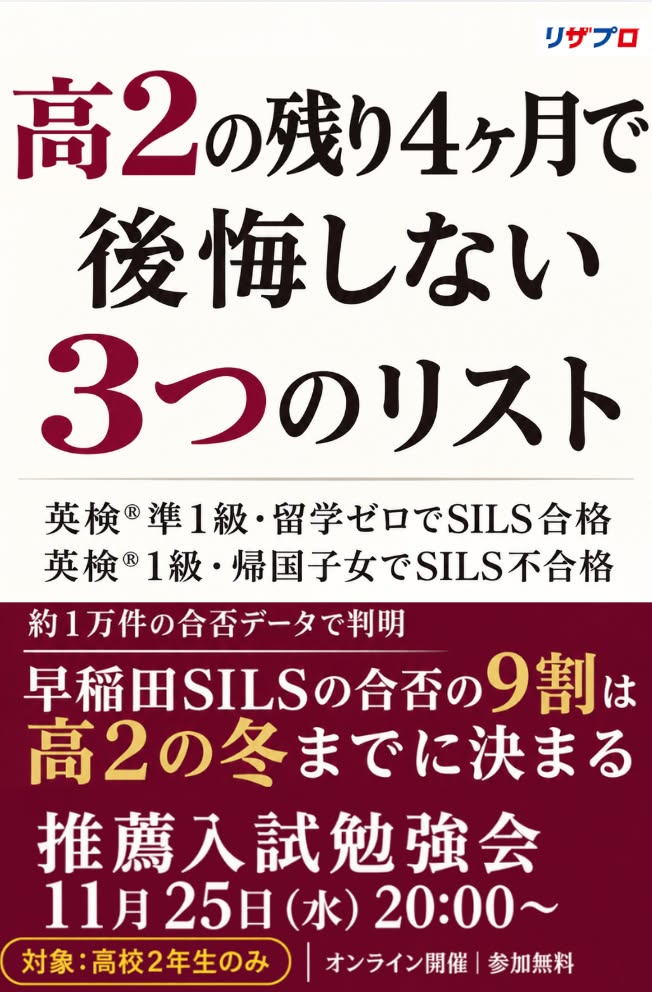 リザプロ
高2の残り4ヶ月で
後悔しない
3つのリスト
英検®準1級・留学ゼロでSILS合格
英検®1級・帰国子女でSILS不合格
約1万件の合否データで判明
早稲田SILSの合否の9割は
高2の冬までに決まる
推薦入試勉強会
11月25日(水) 20:00〜
対象:高校2年生のみ | オンライン開催 | 参加無料